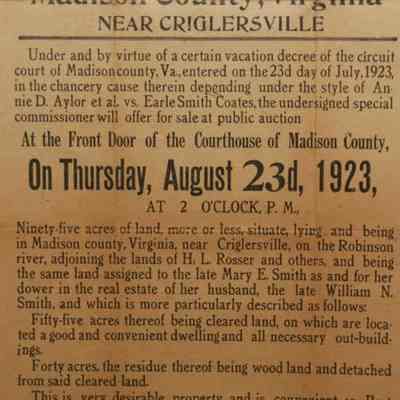 Madison County, Virginia
NEAR CRIGLERSVILLE
Under and by virtue of a certain vacation decree of the circuit
court of Madison county, Va., entered on the 23d day of July, 1923,
in the chancery cause therein depending under the style of An-
nie D. Aylor et al. vs. Earle Smith Coates, the undersigned special
commissioner will offer for sale at public auction
At the Front Door of the Courthouse of Madison County,
On Thursday, August 23d, 1923,
AT 2 O'CLOCK, P. M.,
Ninety-five acres of land, more or less, situate, lying and being
in Madison county, Virginia, near Criglersville, on the Robinson
river, adjoining the lands of H. L. Rosser and others, and being
the same land assigned to the late Mary E. Smith as and for her
dower in the real estate of her husband, the late William N.
Smith, and which is more particularly described as follows:
Fifty-five acres thereof being cleared land, on which are loca-
ted a good and convenient dwelling and all necessary out-build-
ings.
Forty acres, the residue thereof being wood land and detached
from said cleared land.
This is very desirable property and is convenient to